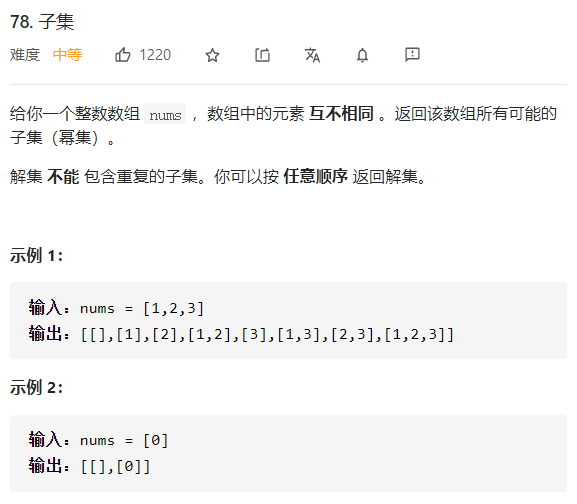 78. 子集
难度 中等 1220
给你一个整数数组 nums ，数组中的元素 互不相同 。返回该数组所有可能的
子集（幂集）。
解集 不能 包含重复的子集。你可以按 任意顺序 返回解集。
示例 1：
输入：nums = [1,2,3]
输出：[[],[1],[2],[1,2],[3],[1,3],[2,3],[1,2,3]]
示例 2：
输入：nums = [0]
输出：[[],[0]]